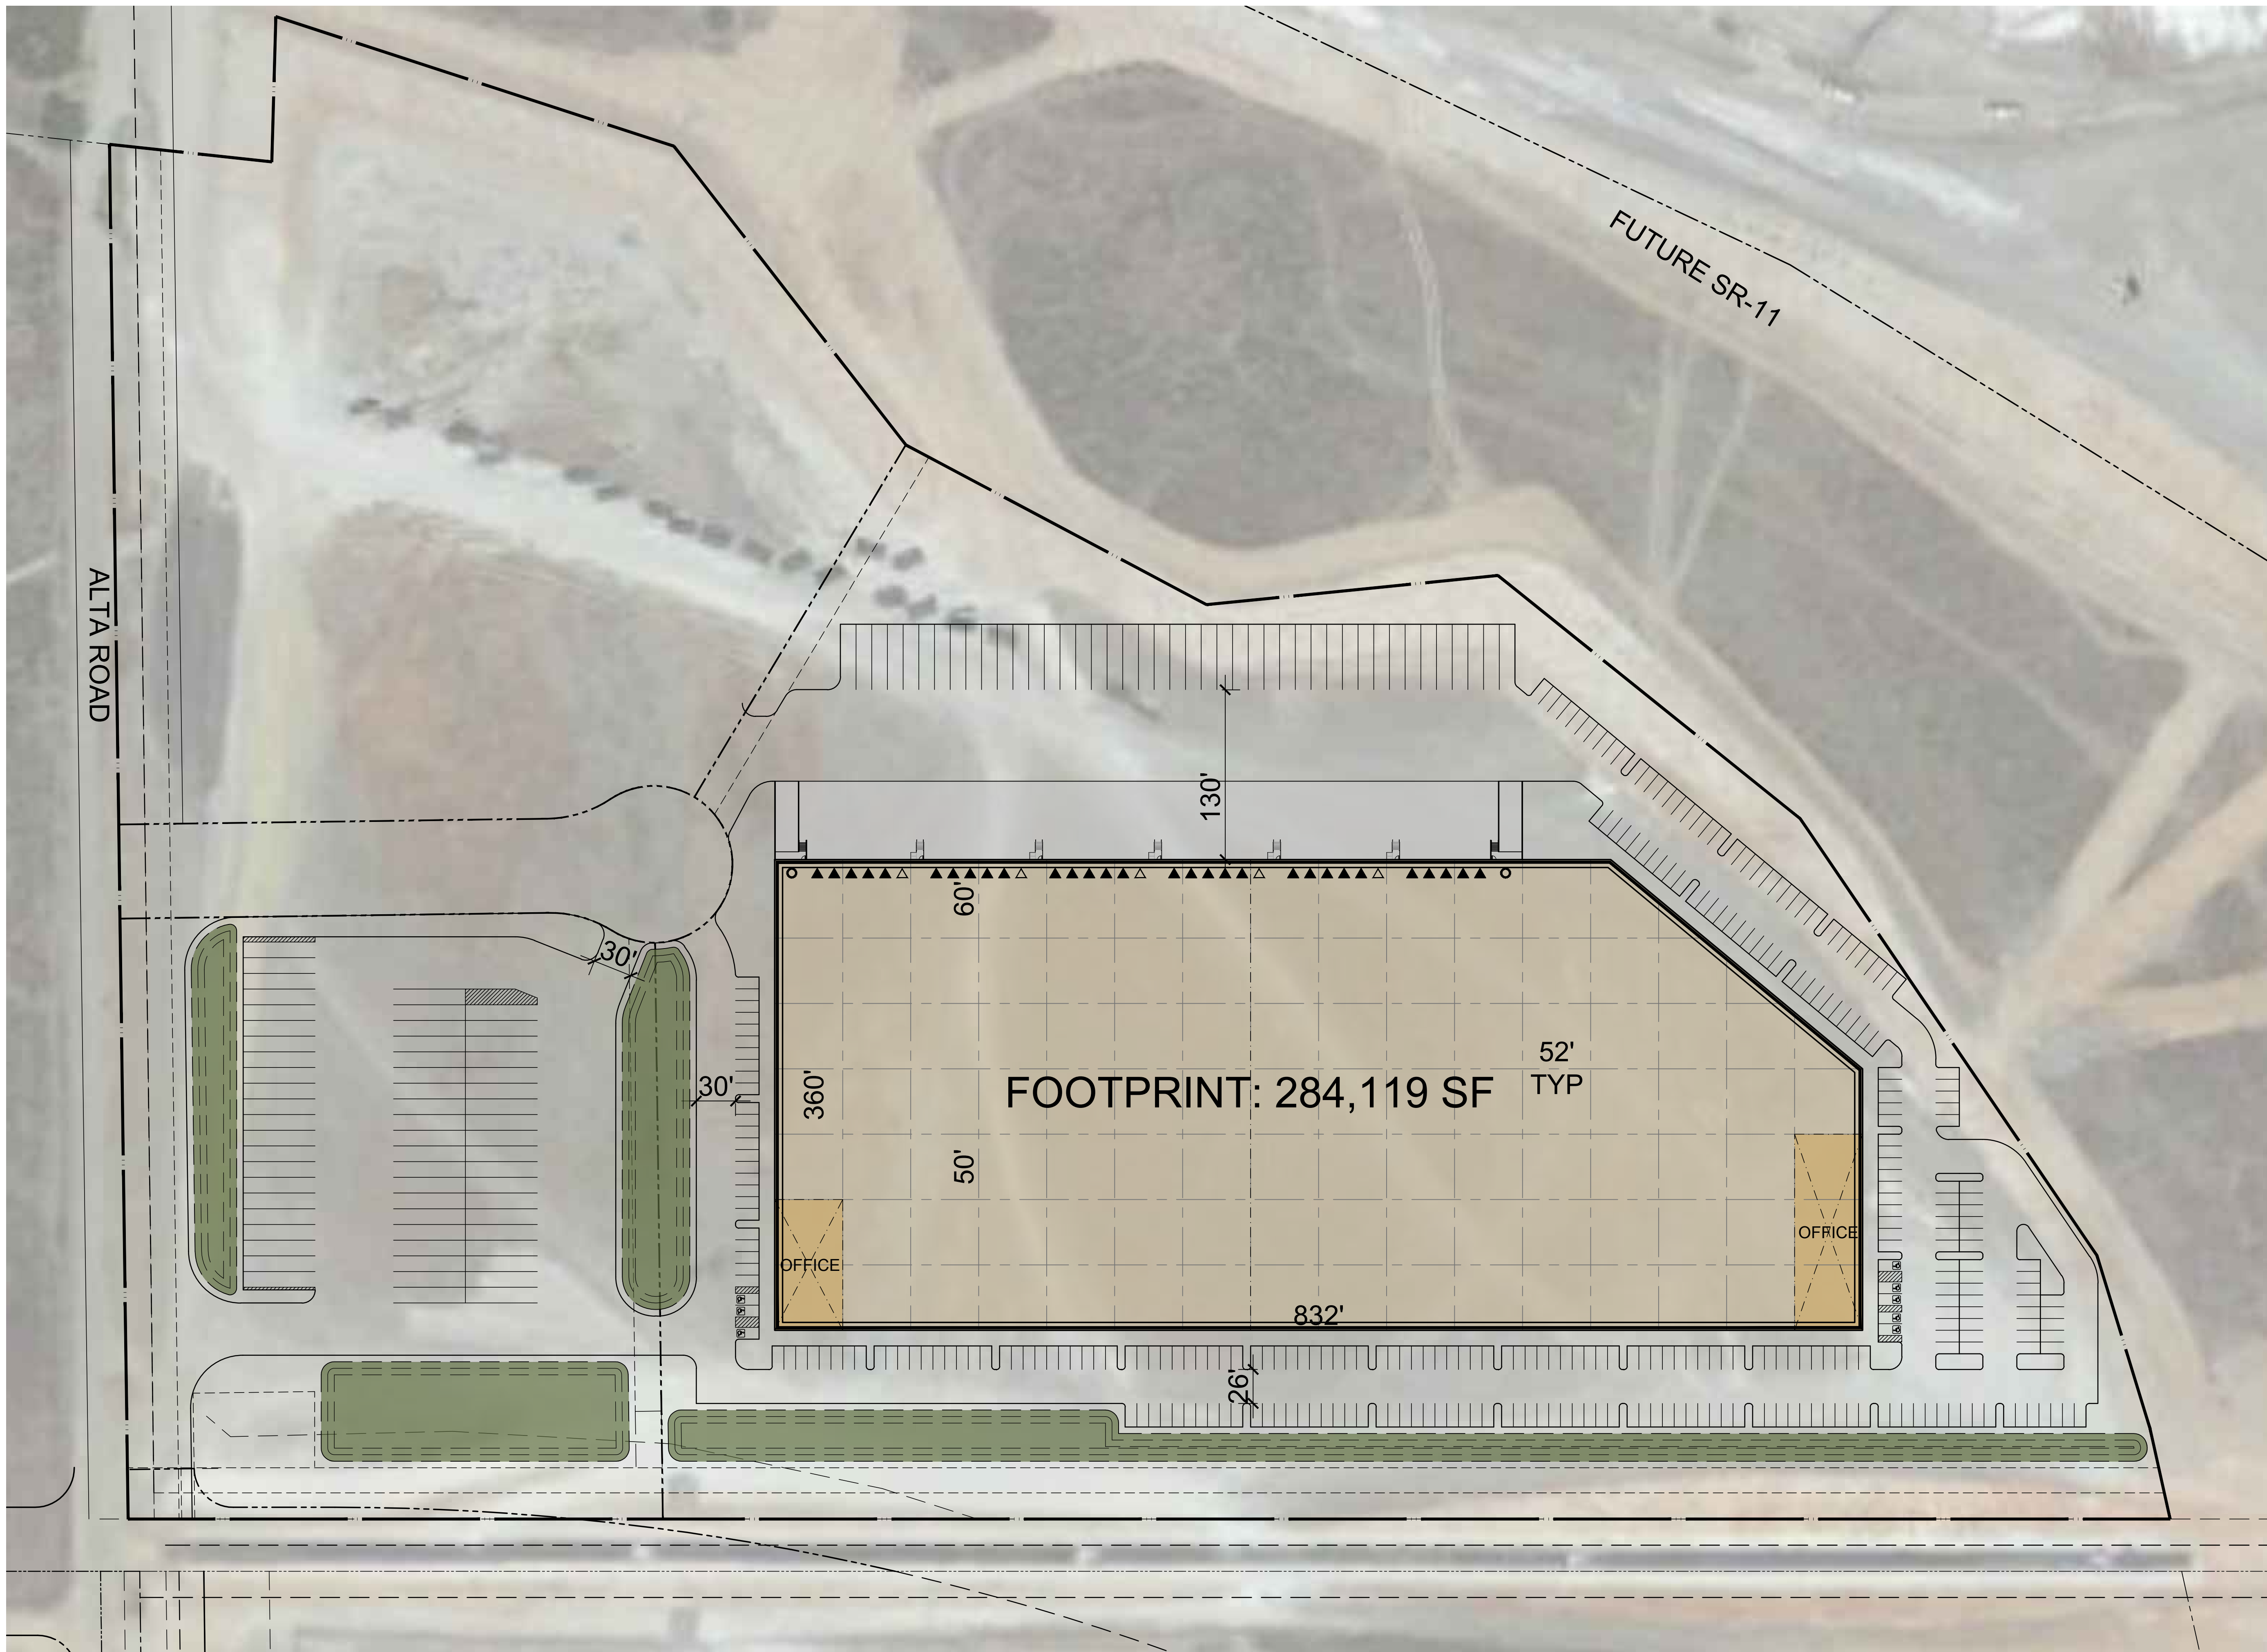 FUTURE SR-11
ALTA ROAD
130'
60'
30'
52'
TYP
30'
360'
FOOTPRINT: 284,119 SF
50'
OFFICE
OFFICE
832'
26'